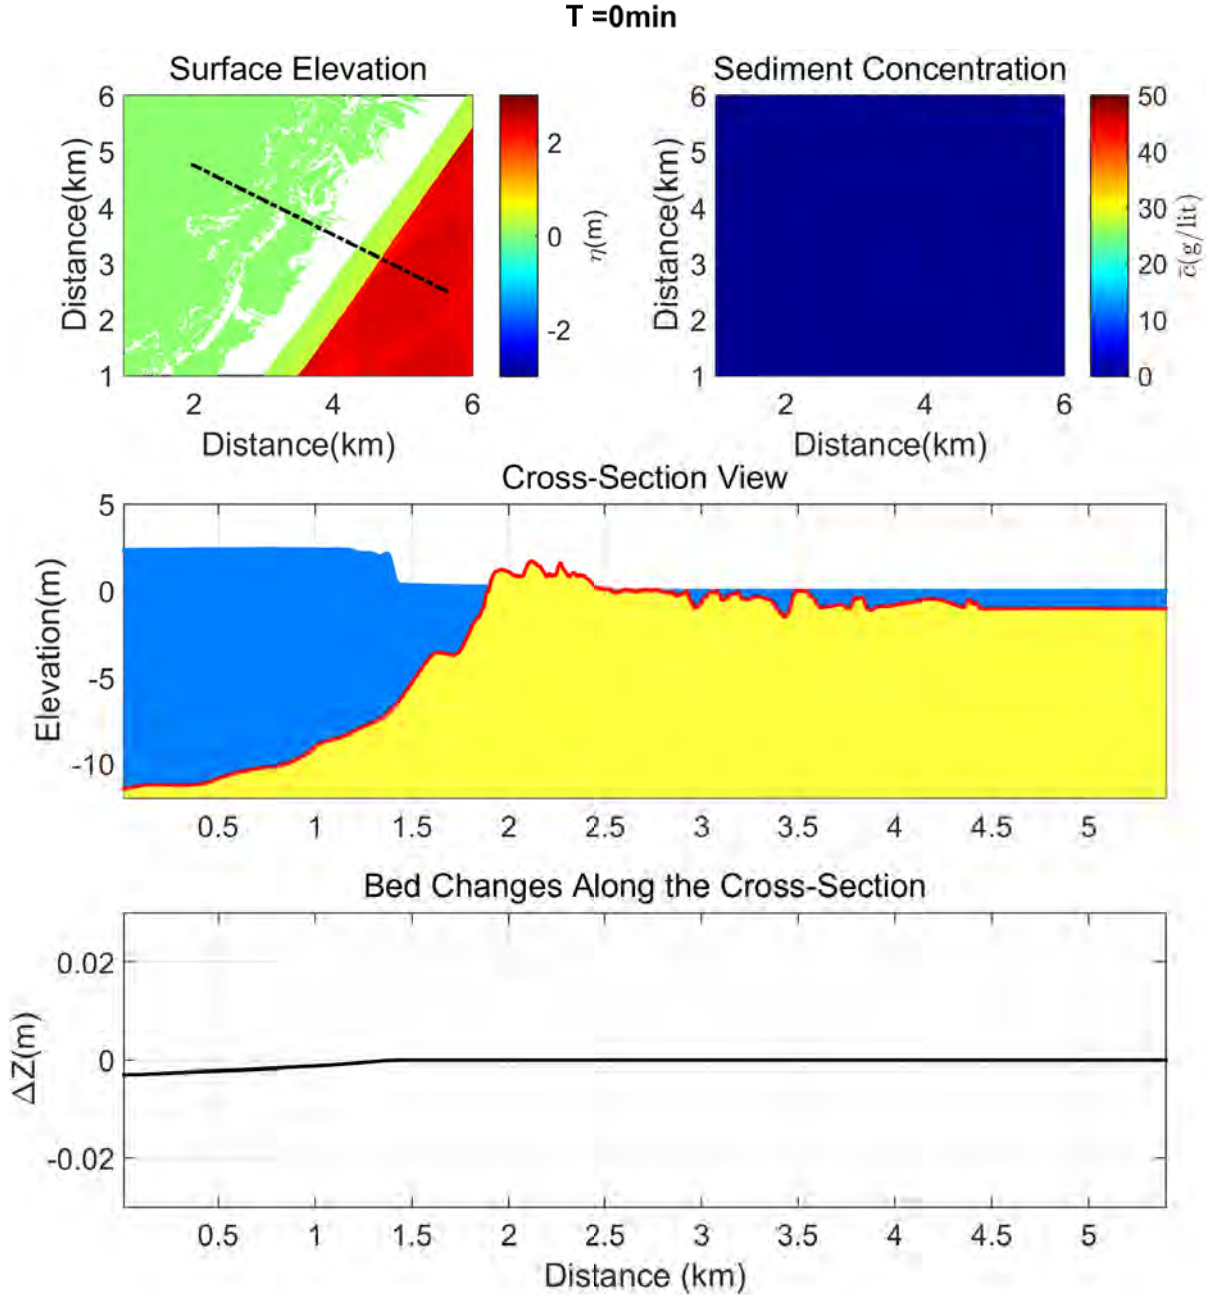 T =0min
Surface Elevation
Sediment Concentration
6
5
4
3
2
1
Distance(km)
2 4 6
Distance(km)
2
0
-2
η(m)
6
5
4
3
2
1
Distance(km)
2 4 6
Distance(km)
50
40
30
20
10
0
c̄(g/lit)
Cross-Section View
5
0
-5
-10
Elevation(m)
0.5 1 1.5 2 2.5 3 3.5 4 4.5 5
Bed Changes Along the Cross-Section
0.02
0
-0.02
ΔZ(m)
0.5 1 1.5 2 2.5 3 3.5 4 4.5 5
Distance (km)